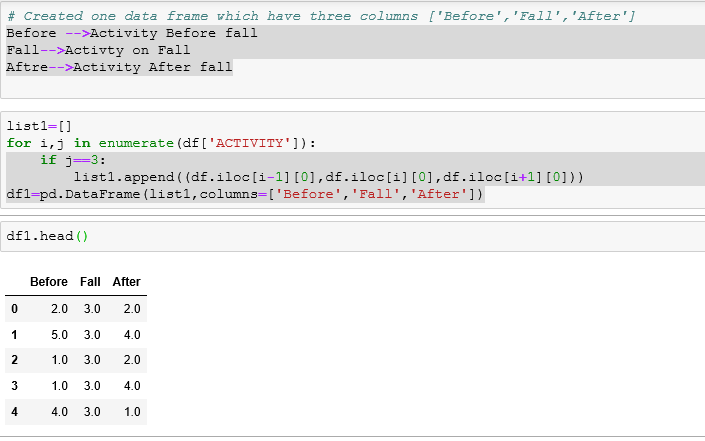 # Created one data frame which have three columns ['Before','Fall','After']
Before -->Activity Before fall
Fall-->Activty on Fall
Aftre-->Activity After fall
list1=[]
for i,j in enumerate(df['ACTIVITY']):
    if j==3:
        list1.append((df.iloc[i-1][0],df.iloc[i][0],df.iloc[i+1][0]))
df1=pd.DataFrame(list1,columns=['Before','Fall','After'])
df1.head()
Before Fall After
0 2.0 3.0 2.0
1 5.0 3.0 4.0
2 1.0 3.0 2.0
3 1.0 3.0 4.0
4 4.0 3.0 1.0